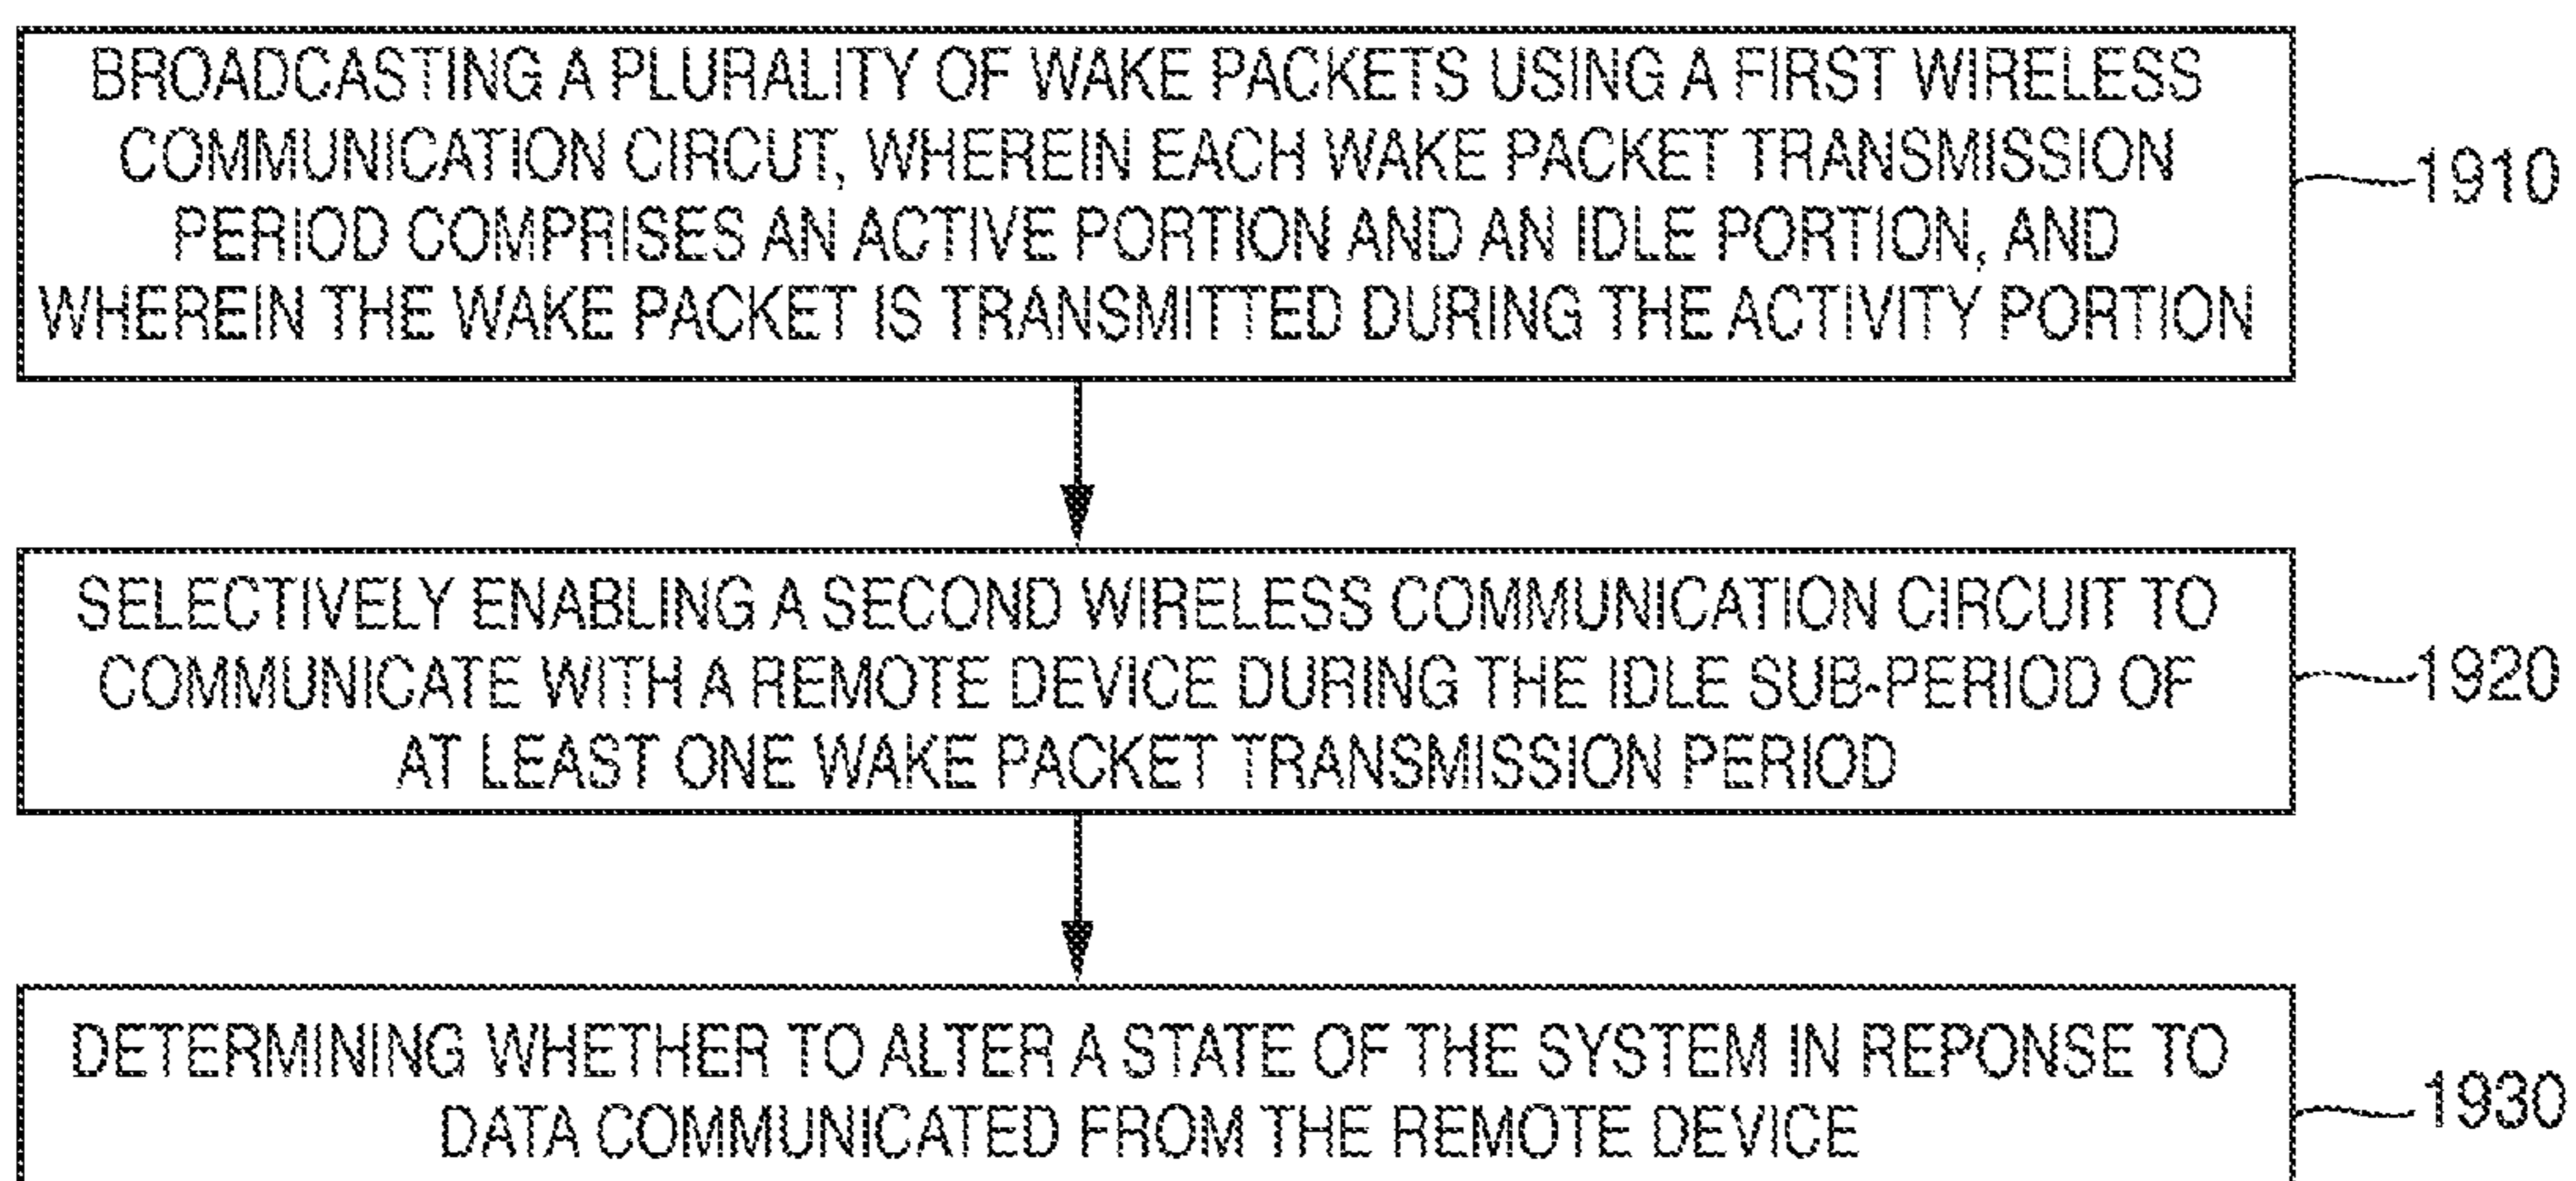 BROADCASTING A PLURALITY OF WAKE PACKETS USING A FIRST WIRELESS
COMMUNICATION CIRCUT, WHEREIN EACH WAKE PACKET TRANSMISSION
PERIOD COMPRISES AN ACTIVE PORTION AND AN IDLE PORTION, AND
WHEREIN THE WAKE PACKET IS TRANSMITTED DURING THE ACTIVITY PORTION
1910
SELECTIVELY ENABLING A SECOND WIRELESS COMMUNICATION CIRCUIT TO
COMMUNICATE WITH A REMOTE DEVICE DURING THE IDLE SUB-PERIOD OF
AT LEAST ONE WAKE PACKET TRANSMISSION PERIOD
1920
DETERMINING WHETHER TO ALTER A STATE OF THE SYSTEM IN REPONSE TO
DATA COMMUNICATED FROM THE REMOTE DEVICE
1930